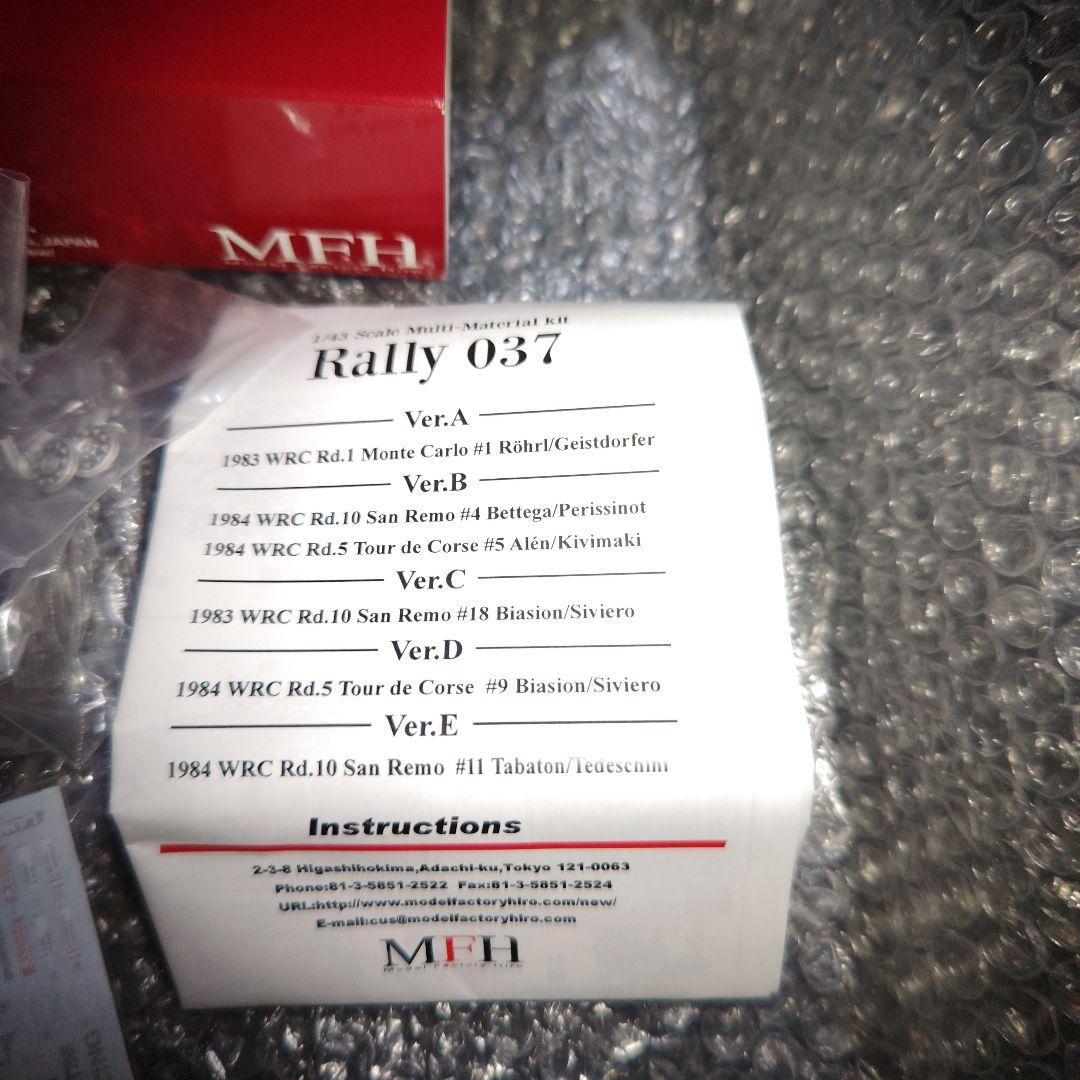 JAPAN
MFH
1/43 Scale Multi-Material kit
Rally 037
Ver.A
1983 WRC Rd.1 Monte Carlo #1 Röhrl/Geistdorfer
Ver.B
1984 WRC Rd.10 San Remo #4 Bettega/Perissinot
1984 WRC Rd.5 Tour de Corse #5 Alén/Kivimaki
Ver.C
1983 WRC Rd.10 San Remo #18 Biasion/Siviero
Ver.D
1984 WRC Rd.5 Tour de Corse #9 Biasion/Siviero
Ver.E
1984 WRC Rd.10 San Remo #11 Tabaton/Tedeschini
Instructions
2-3-8 Higashihokima,Adachi-ku,Tokyo 121-0063
Phone:81-3-5851-2522 Fax:81-3-5851-2524
URL:http://www.modelfactoryhiro.com/new/
E-mail:cus@modelfactoryhiro.com
MFH
Model Factory Hiro